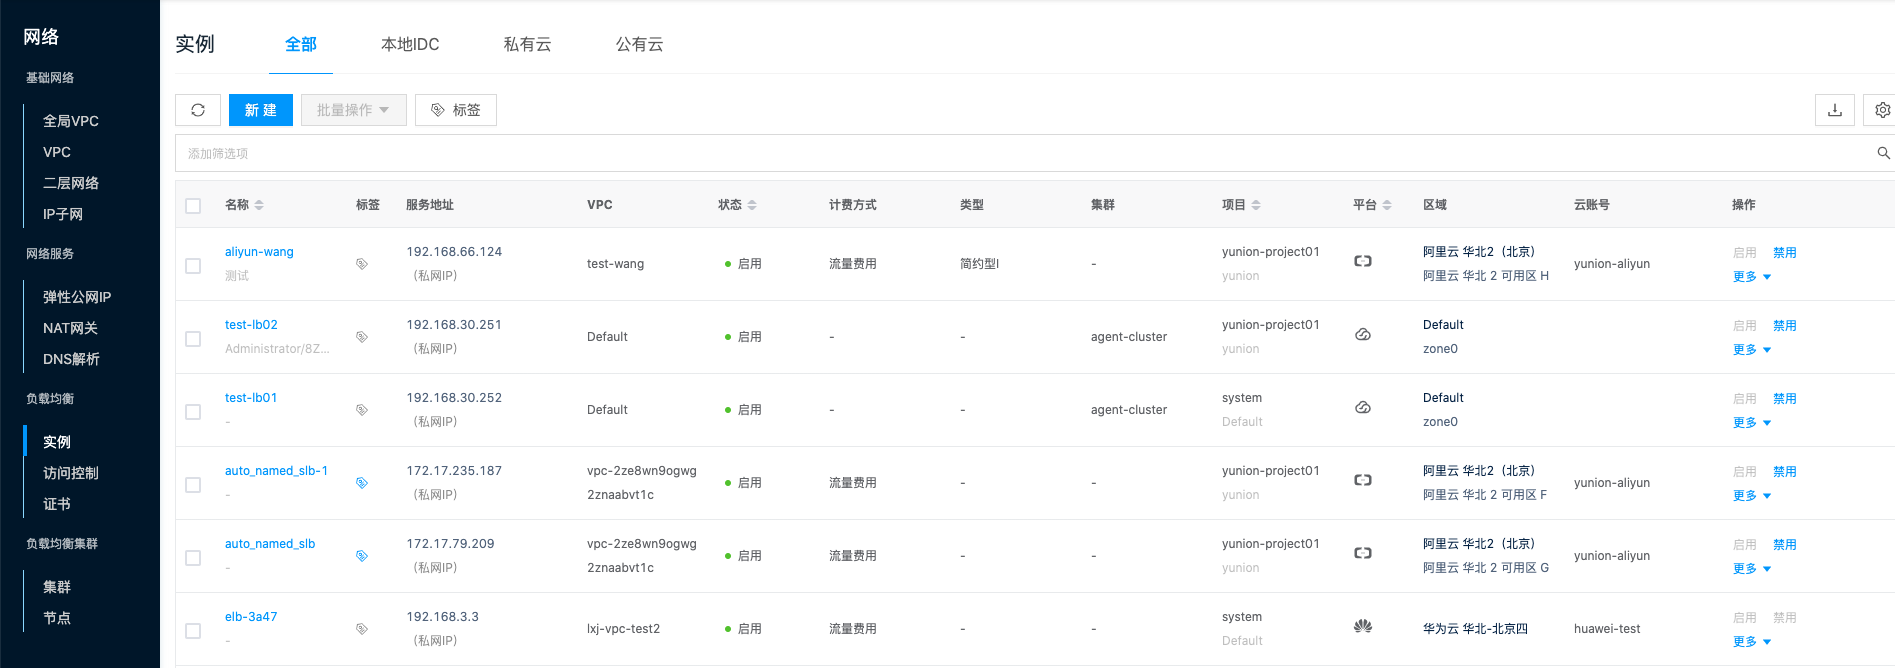 网络
基础网络
全局VPC
VPC
二层网络
IP子网
网络服务
弹性公网IP
NAT网关
DNS解析
负载均衡
实例
访问控制
证书
负载均衡集群
集群
节点
实例 全部 本地IDC 私有云 公有云
新 建 批量操作 标签
添加筛选项
名称 标签 服务地址 VPC 状态 计费方式 类型 集群 项目 平台 区域 云账号 操作
aliyun-wang 192.168.66.124 yunion-project01 阿里云 华北2（北京） 启用 禁用
test-wang 启用 流量费用 简约型I - yunion-aliyun
测试 （私网IP） yunion 阿里云 华北 2 可用区 H 更多
test-lb02 192.168.30.251 yunion-project01 Default 启用 禁用
Default 启用 - - agent-cluster
Administrator/8Z... （私网IP） yunion zone0 更多
test-lb01 192.168.30.252 system Default 启用 禁用
Default 启用 - - agent-cluster
- （私网IP） Default zone0 更多
auto_named_slb-1 172.17.235.187 vpc-2ze8wn9ogwg yunion-project01 阿里云 华北2（北京） 启用 禁用
启用 流量费用 - - yunion-aliyun
- （私网IP） 2znaabvt1c yunion 阿里云 华北 2 可用区 F 更多
auto_named_slb 172.17.79.209 vpc-2ze8wn9ogwg yunion-project01 阿里云 华北2（北京） 启用 禁用
启用 流量费用 - - yunion-aliyun
- （私网IP） 2znaabvt1c yunion 阿里云 华北 2 可用区 G 更多
elb-3a47 192.168.3.3 system 启用 禁用
lxj-vpc-test2 启用 流量费用 - - 华为云 华北-北京四 huawei-test
- （私网IP） Default 更多